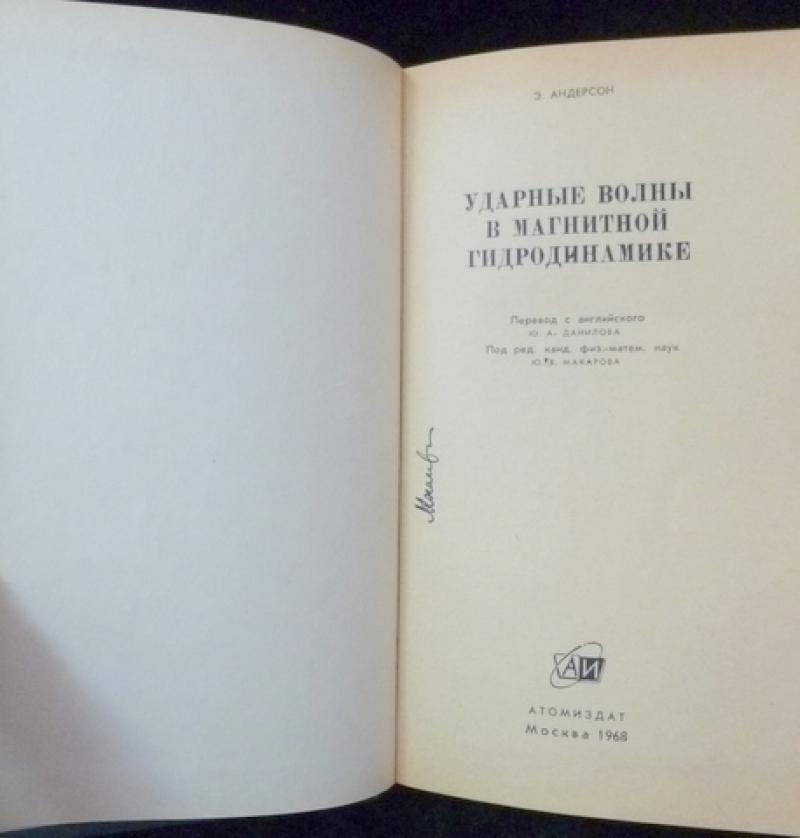 Э. АНДЕРСОН
УДАРНЫЕ ВОЛНЫ
В МАГНИТНОЙ
ГИДРОДИНАМИКЕ
Перевод с английского
Ю. А. ДАНИЛОВА
Под ред. канд. физ.-матем. наук
Ю. В. МАКАРОВА
АИ
АТОМИЗДАТ
Москва 1968